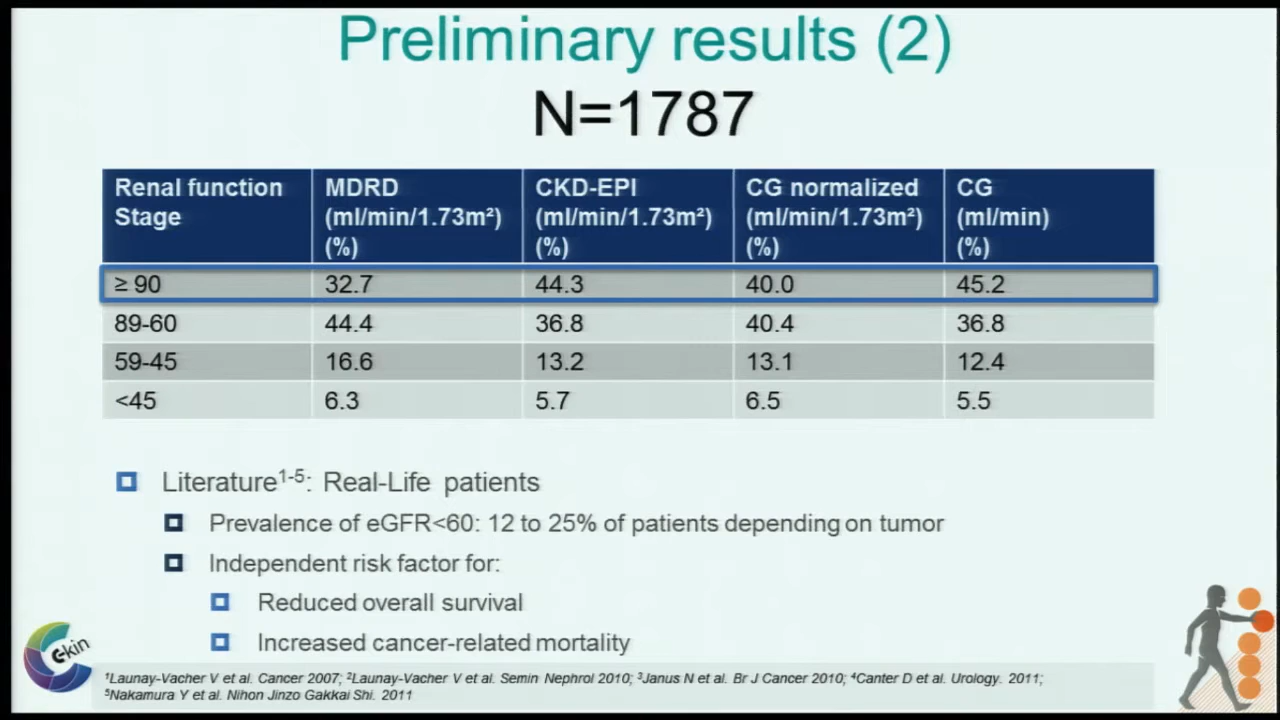 Preliminary results (2)
N=1787
Renal function Stage | MDRD (ml/min/1.73m²) (%) | CKD-EPI (ml/min/1.73m²) (%) | CG normalized (ml/min/1.73m²) (%) | CG (ml/min) (%)
≥ 90 | 32.7 | 44.3 | 40.0 | 45.2
89-60 | 44.4 | 36.8 | 40.4 | 36.8
59-45 | 16.6 | 13.2 | 13.1 | 12.4
<45 | 6.3 | 5.7 | 6.5 | 5.5
Literature¹⁻⁵: Real-Life patients
Prevalence of eGFR<60: 12 to 25% of patients depending on tumor
Independent risk factor for:
Reduced overall survival
Increased cancer-related mortality
C-kin
¹Launay-Vacher V et al. Cancer 2007; ²Launay-Vacher V et al. Semin Nephrol 2010; ³Janus N et al. Br J Cancer 2010; ⁴Canter D et al. Urology. 2011;
⁵Nakamura Y et al. Nihon Jinzo Gakkai Shi. 2011